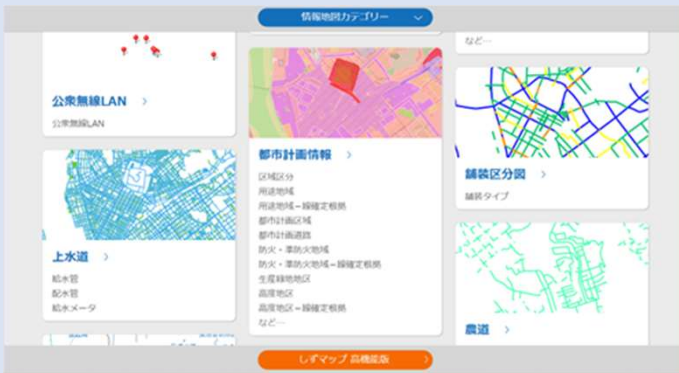 情報地図カテゴリー
公衆無線LAN
公衆無線LAN
上水道
給水管
配水管
給水メータ
都市計画情報
区域区分
用途地域
用途地域－線確定根拠
都市計画区域
都市計画道路
防火・準防火地域
防火・準防火地域－線確定根拠
生産緑地地区
高度地区
高度地区－線確定根拠
など…
など…
舗装区分図
舗装タイプ
農道
しずマップ 高機能版